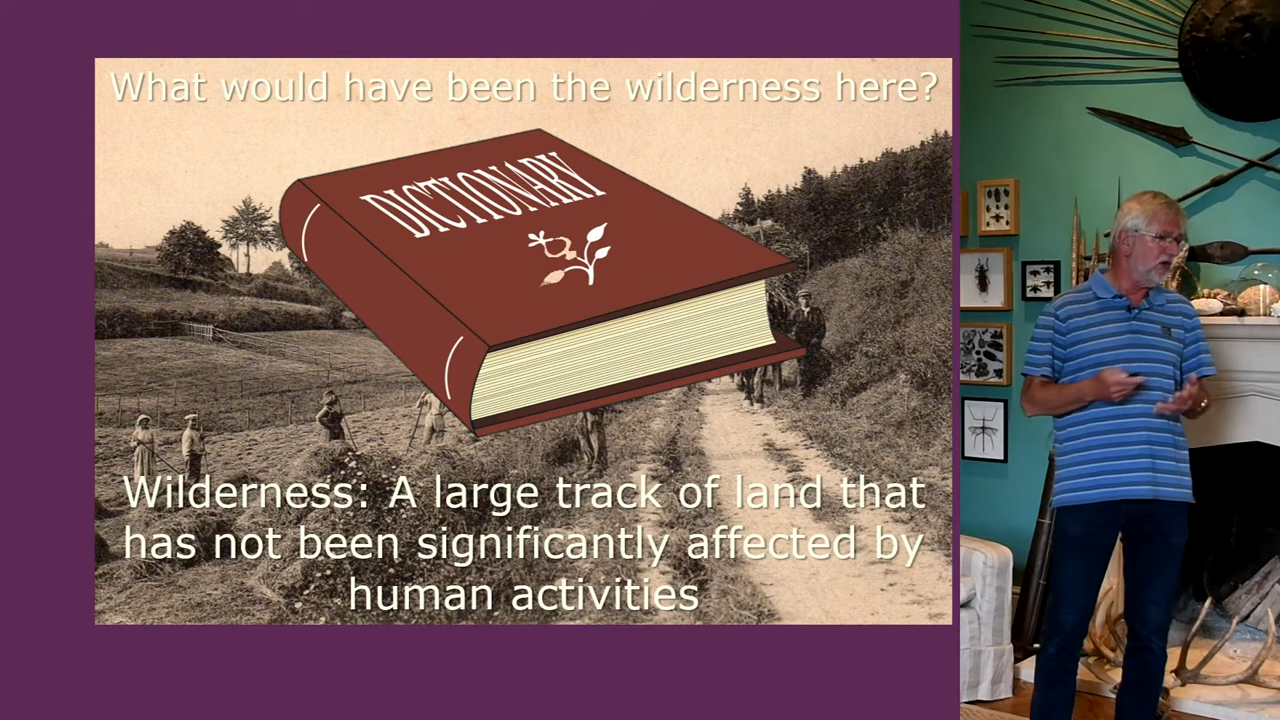 What would have been the wilderness here?
DICTIONARY
Wilderness: A large track of land that
has not been significantly affected by
human activities